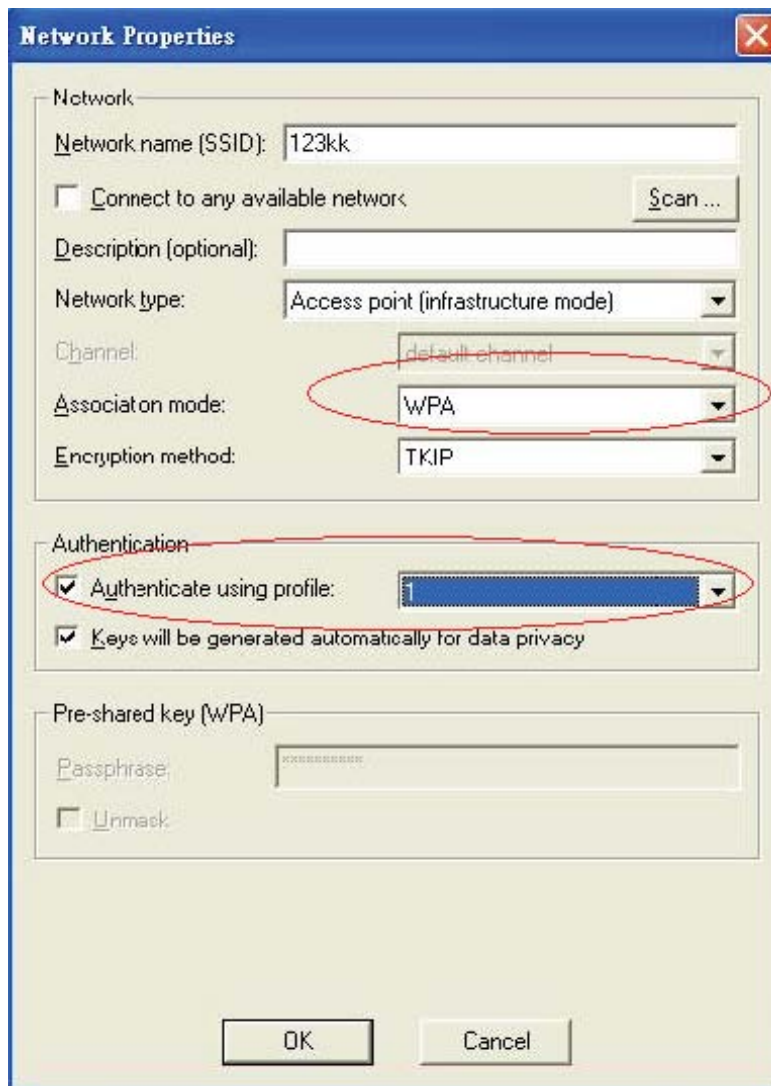 Network Properties
Network
Network name (SSID): 123kk
Connect to any available network
Scan ...
Description (optional):
Network type: Access point (infrastructure mode)
Channel: default channel
Association mode: WPA
Encryption method: TKIP
Authentication
Authenticate using profile: 1
Keys will be generated automatically for data privacy
Pre-shared key (WPA)
Passphrase: **********
Unmask
OK Cancel